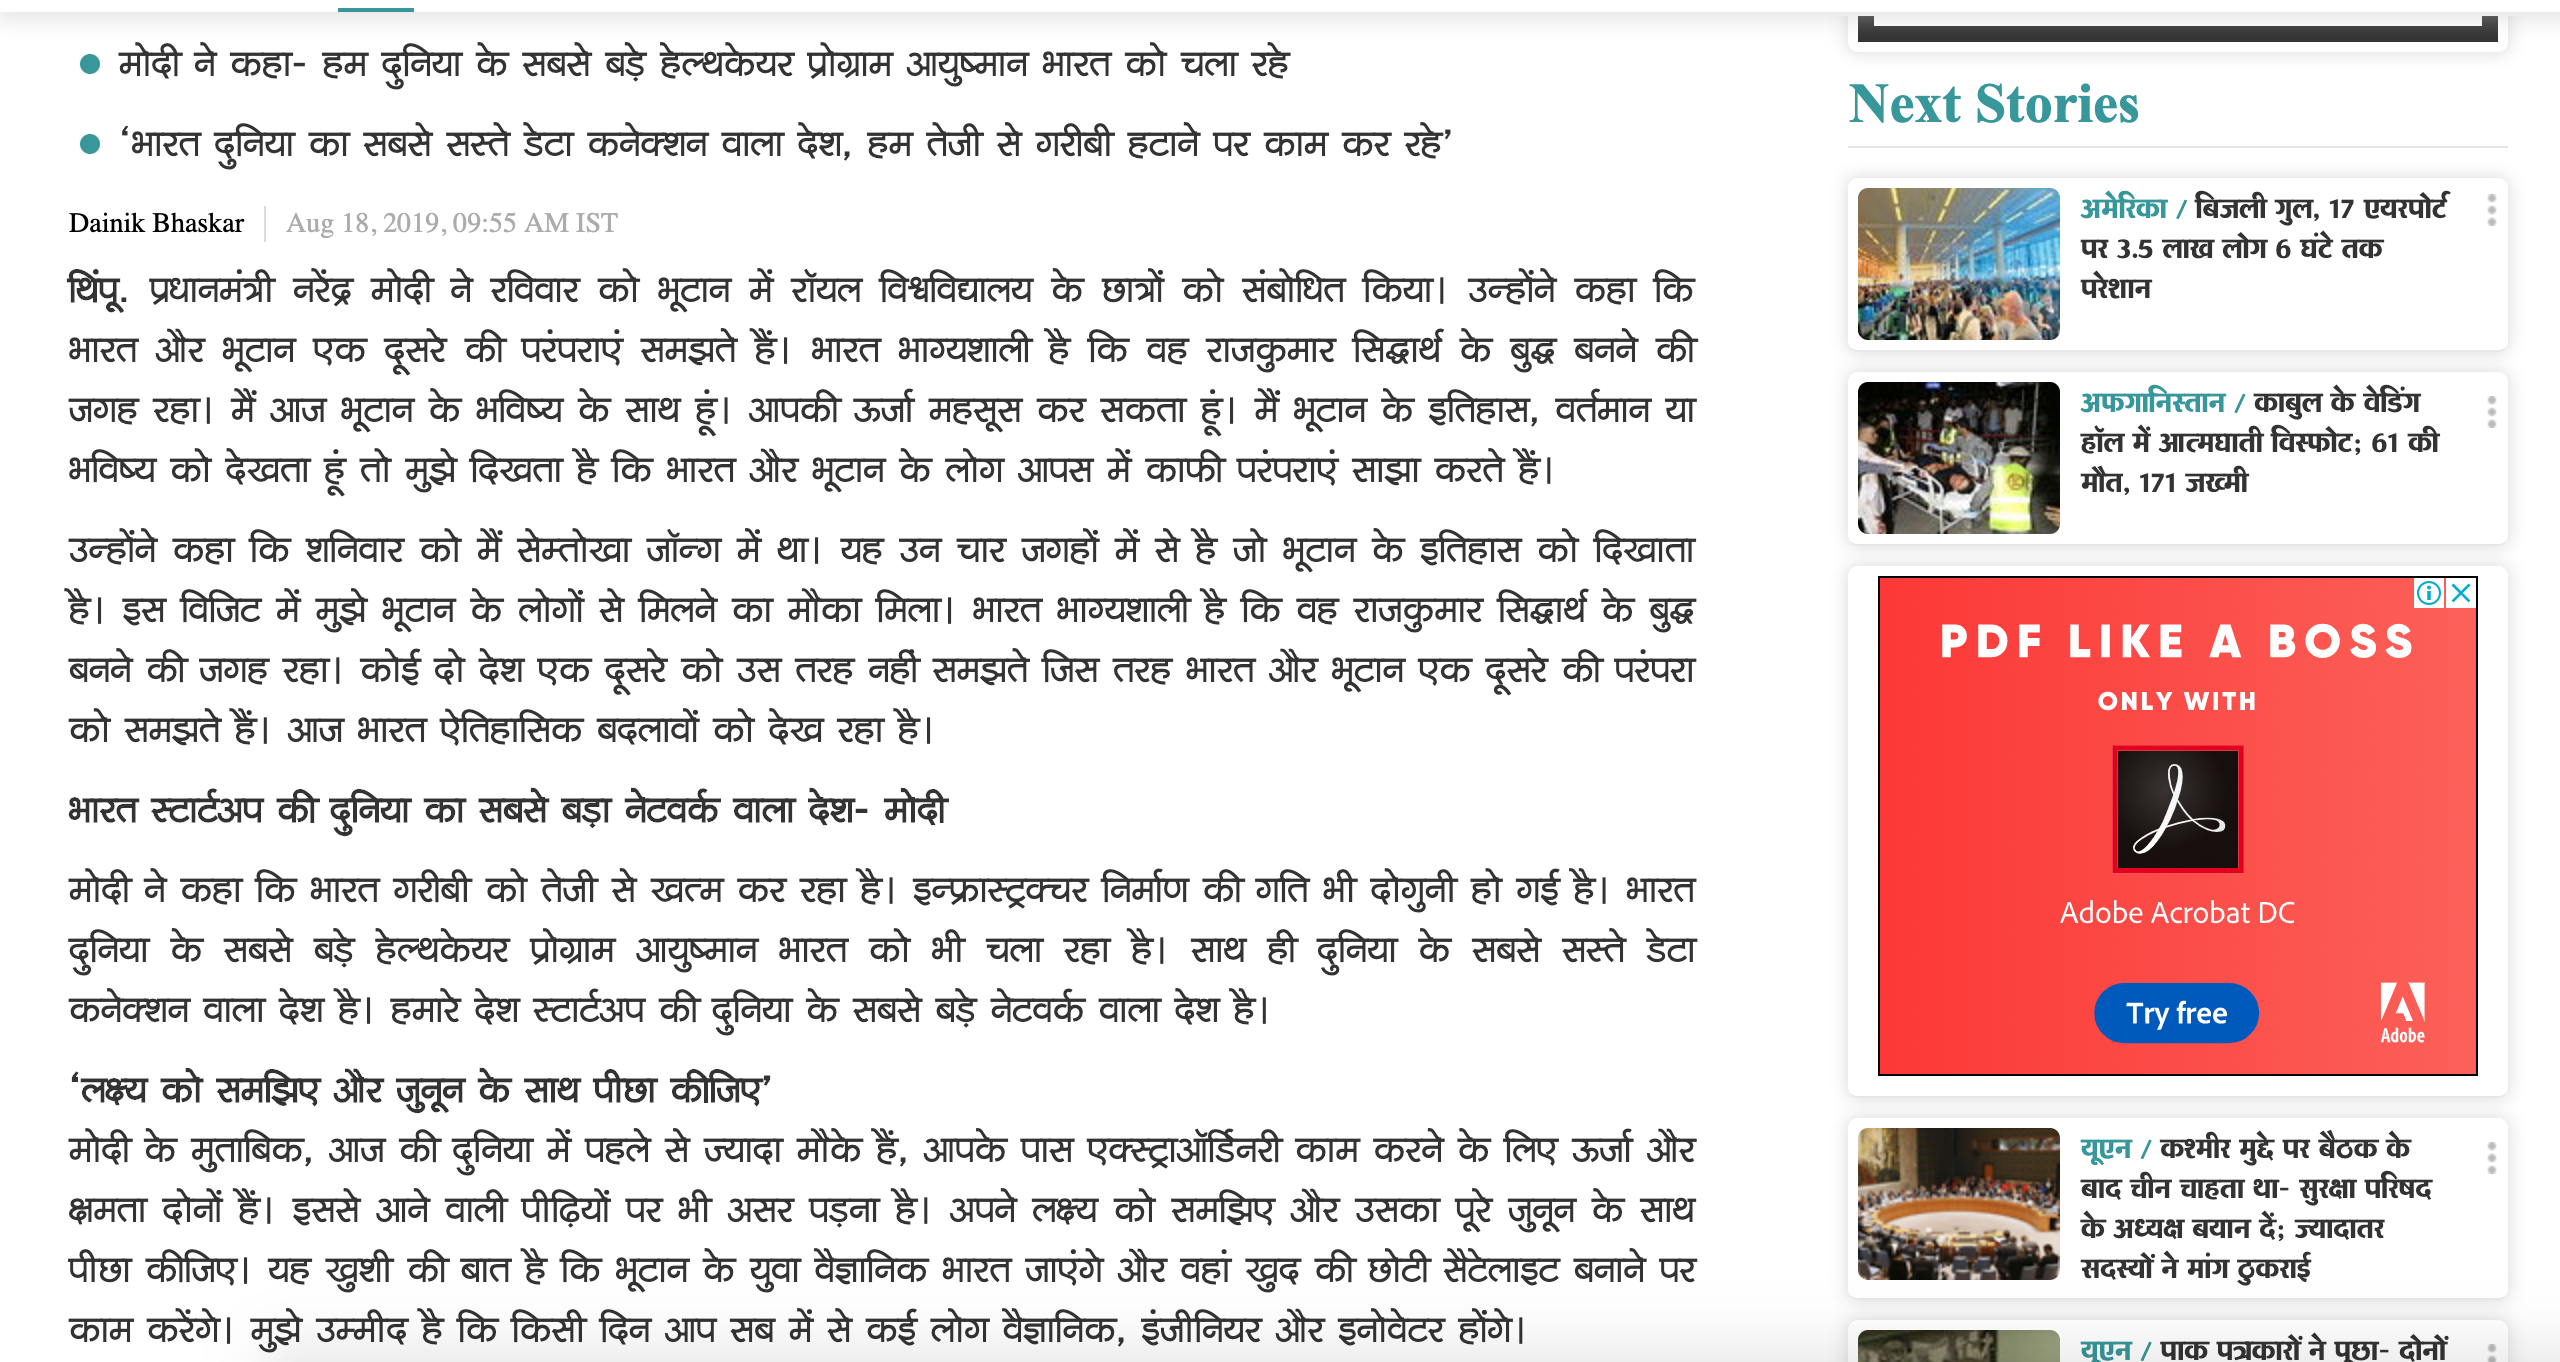 मोदी ने कहा- हम दुनिया के सबसे बड़े हेल्थकेयर प्रोग्राम आयुष्मान भारत को चला रहे
‘भारत दुनिया का सबसे सस्ते डेटा कनेक्शन वाला देश, हम तेजी से गरीबी हटाने पर काम कर रहे’
Dainik Bhaskar | Aug 18, 2019, 09:55 AM IST
थिंपू. प्रधानमंत्री नरेंद्र मोदी ने रविवार को भूटान में रॉयल विश्वविद्यालय के छात्रों को संबोधित किया। उन्होंने कहा कि
भारत और भूटान एक दूसरे की परंपराएं समझते हैं। भारत भाग्यशाली है कि वह राजकुमार सिद्धार्थ के बुद्ध बनने की
जगह रहा। मैं आज भूटान के भविष्य के साथ हूं। आपकी ऊर्जा महसूस कर सकता हूं। मैं भूटान के इतिहास, वर्तमान या
भविष्य को देखता हूं तो मुझे दिखता है कि भारत और भूटान के लोग आपस में काफी परंपराएं साझा करते हैं।
उन्होंने कहा कि शनिवार को मैं सेम्तोखा जॉन्ग में था। यह उन चार जगहों में से है जो भूटान के इतिहास को दिखाता
है। इस विजिट में मुझे भूटान के लोगों से मिलने का मौका मिला। भारत भाग्यशाली है कि वह राजकुमार सिद्धार्थ के बुद्ध
बनने की जगह रहा। कोई दो देश एक दूसरे को उस तरह नहीं समझते जिस तरह भारत और भूटान एक दूसरे की परंपरा
को समझते हैं। आज भारत ऐतिहासिक बदलावों को देख रहा है।
भारत स्टार्टअप की दुनिया का सबसे बड़ा नेटवर्क वाला देश- मोदी
मोदी ने कहा कि भारत गरीबी को तेजी से खत्म कर रहा है। इन्फ्रास्ट्रक्चर निर्माण की गति भी दोगुनी हो गई है। भारत
दुनिया के सबसे बड़े हेल्थकेयर प्रोग्राम आयुष्मान भारत को भी चला रहा है। साथ ही दुनिया के सबसे सस्ते डेटा
कनेक्शन वाला देश है। हमारे देश स्टार्टअप की दुनिया के सबसे बड़े नेटवर्क वाला देश है।
‘लक्ष्य को समझिए और जुनून के साथ पीछा कीजिए’
मोदी के मुताबिक, आज की दुनिया में पहले से ज्यादा मौके हैं, आपके पास एक्स्ट्राऑर्डिनरी काम करने के लिए ऊर्जा और
क्षमता दोनों हैं। इससे आने वाली पीढ़ियों पर भी असर पड़ना है। अपने लक्ष्य को समझिए और उसका पूरे जुनून के साथ
पीछा कीजिए। यह खुशी की बात है कि भूटान के युवा वैज्ञानिक भारत जाएंगे और वहां खुद की छोटी सैटेलाइट बनाने पर
काम करेंगे। मुझे उम्मीद है कि किसी दिन आप सब में से कई लोग वैज्ञानिक, इंजीनियर और इनोवेटर होंगे।
Next Stories
अमेरिका / बिजली गुल, 17 एयरपोर्ट
पर 3.5 लाख लोग 6 घंटे तक
परेशान
अफगानिस्तान / काबुल के वेडिंग
हॉल में आत्मघाती विस्फोट; 61 की
मौत, 171 जख्मी
PDF LIKE A BOSS
ONLY WITH
Adobe Acrobat DC
Try free
Adobe
यूएन / कश्मीर मुद्दे पर बैठक के
बाद चीन चाहता था- सुरक्षा परिषद
के अध्यक्ष बयान दें; ज्यादातर
सदस्यों ने मांग ठुकराई
यूएन / पाक पत्रकारों ने पूछा- दोनों